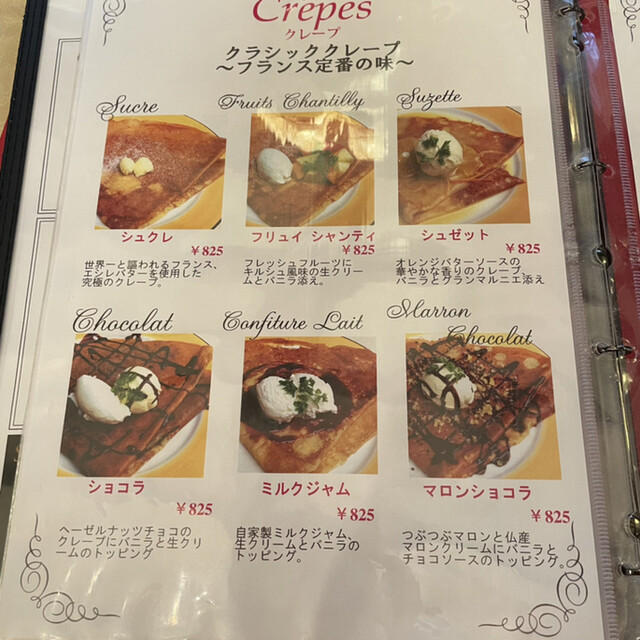 Crêpes
クレープ
クラシッククレープ
～フランス定番の味～
Sucre
シュクレ
￥825
世界一と謳われるフランス、
エシレバターを使用した
究極のクレープ。
Fruits Chantilly
フリュイ シャンティ
￥825
フレッシュフルーツに
キルシュ風味の生クリー
ムとバニラ添え。
Suzette
シュゼット
￥825
オレンジバターソースの
華やかな香りのクレープ、
バニラとグランマルニエ添え
Chocolat
ショコラ
￥825
ヘーゼルナッツチョコの
クレープにバニラと生クリ
ームのトッピング
Confiture Lait
ミルクジャム
￥825
自家製ミルクジャム、
生クリームとバニラの
トッピング。
Marron
Chocolat
マロンショコラ
￥825
つぶつぶマロンと仏産
マロンクリームにバニラと
チョコソースのトッピング。